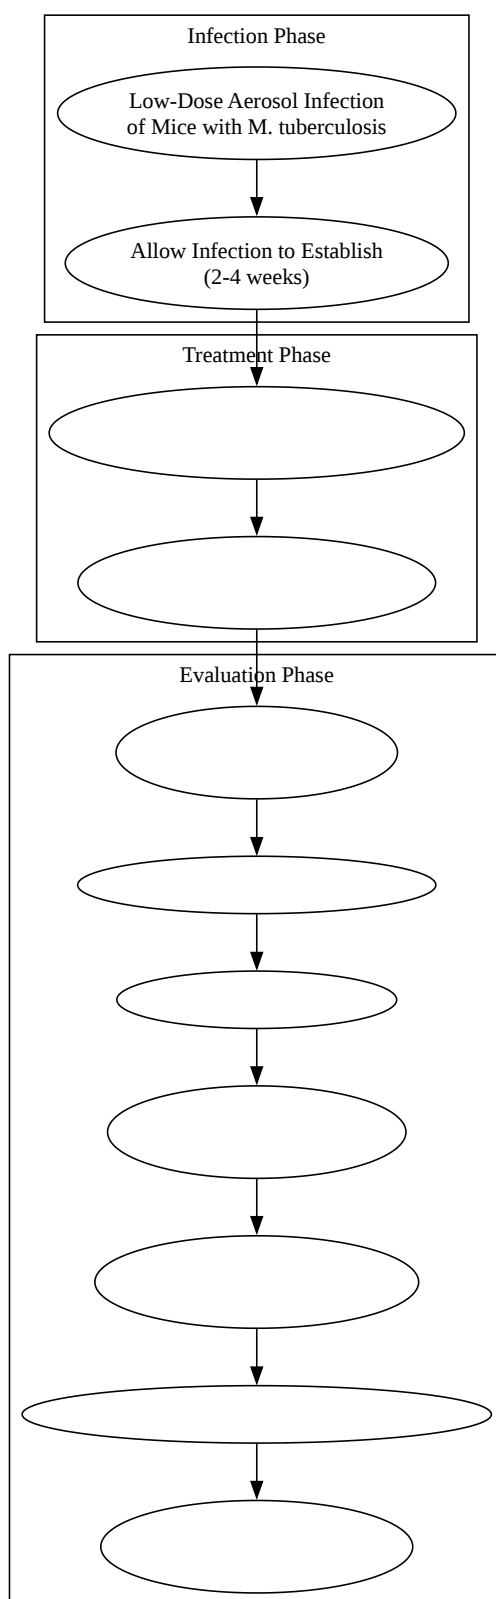 Infection Phase
Low-Dose Aerosol Infection
of Mice with M. tuberculosis
Allow Infection to Establish
(2-4 weeks)
Treatment Phase
Evaluation Phase